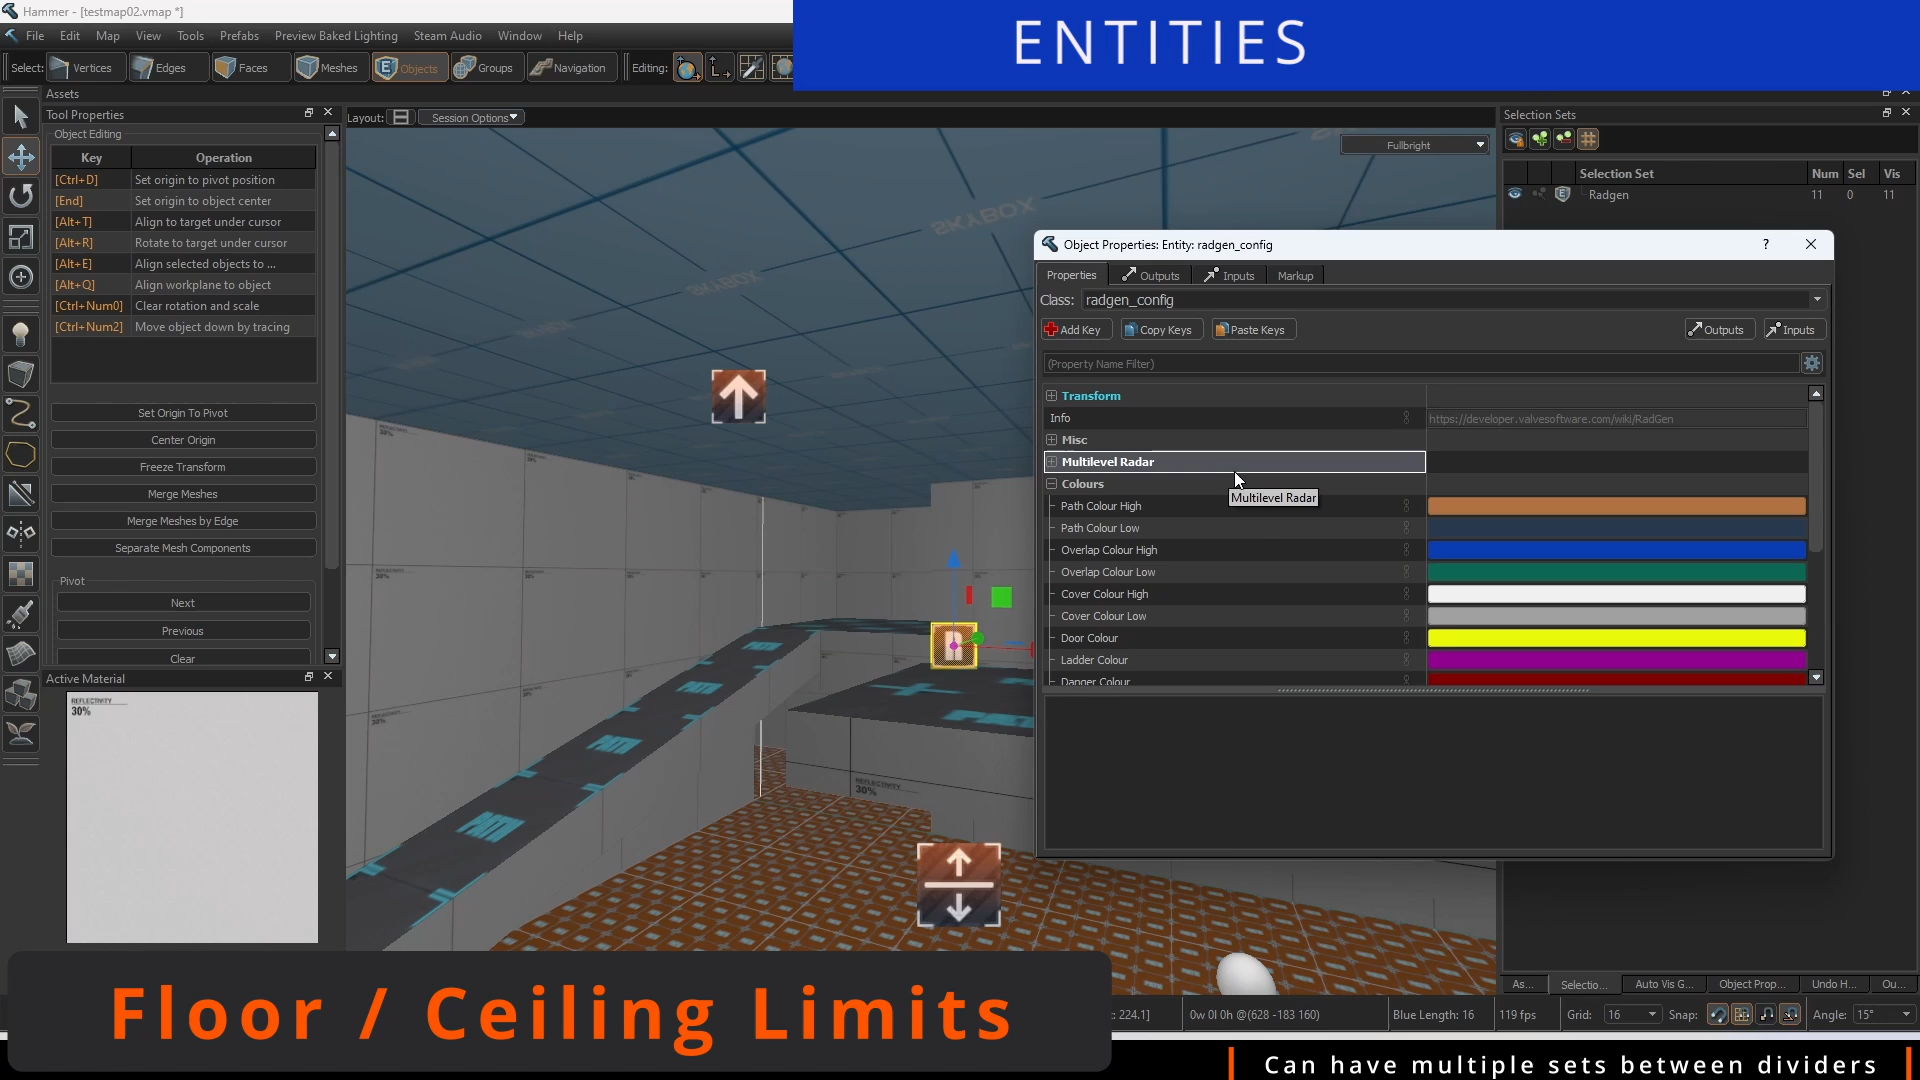 Hammer - [testmap02.vmap *]
ENTITIES
File Edit Map View Tools Prefabs Preview Baked Lighting Steam Audio Window Help
Select: Vertices Edges Faces Meshes Objects Groups Navigation Editing:
Assets
Tool Properties
Object Editing
Key Operation
[Ctrl+D] Set origin to pivot position
[End] Set origin to object center
[Alt+T] Align to target under cursor
[Alt+R] Rotate to target under cursor
[Alt+E] Align selected objects to ...
[Alt+Q] Align workplane to object
[Ctrl+Num0] Clear rotation and scale
[Ctrl+Num2] Move object down by tracing
Set Origin To Pivot
Center Origin
Freeze Transform
Merge Meshes
Merge Meshes by Edge
Separate Mesh Components
Pivot
Next
Previous
Clear
Active Material
REFLECTIVITY
30%
Layout: Session Options
Fullbright
SKYBOX
SKYBOX
PATH
PATH
PATH
PATH
REFLECTIVITY
30%
R
Selection Sets
Selection Set Num Sel Vis
Radgen 11 0 11
Object Properties: Entity: radgen_config
?
Properties Outputs Inputs Markup
Class: radgen_config
Add Key Copy Keys Paste Keys Outputs Inputs
(Property Name Filter)
Transform
Info https://developer.valvesoftware.com/wiki/RadGen
Misc
Multilevel Radar
Colours
Multilevel Radar
Path Colour High
Path Colour Low
Overlap Colour High
Overlap Colour Low
Cover Colour High
Cover Colour Low
Door Colour
Ladder Colour
Danger Colour
As... Selectio... Auto Vis G... Object Prop... Undo H... Ou...
: 224.1] 0w 0l 0h @(628 -183 160) Blue Length: 16 119 fps Grid: 16 Snap: Angle: 15°
Floor / Ceiling Limits
Can have multiple sets between dividers